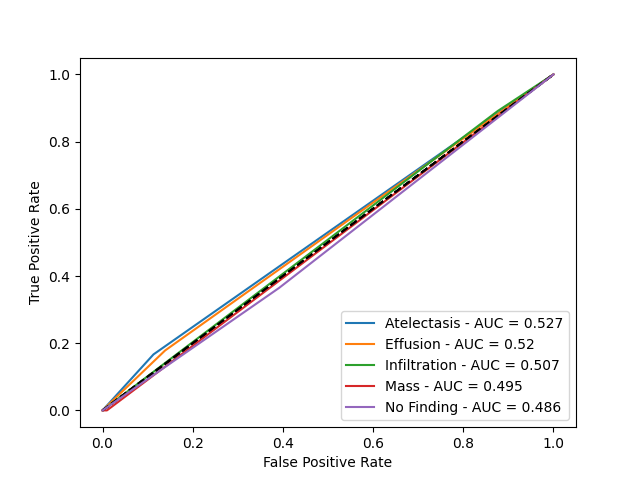 1.0
0.8
0.6
0.4
0.2
0.0
True Positive Rate
Atelectasis - AUC = 0.527
Effusion - AUC = 0.52
Infiltration - AUC = 0.507
Mass - AUC = 0.495
No Finding - AUC = 0.486
0.0 0.2 0.4 0.6 0.8 1.0
False Positive Rate